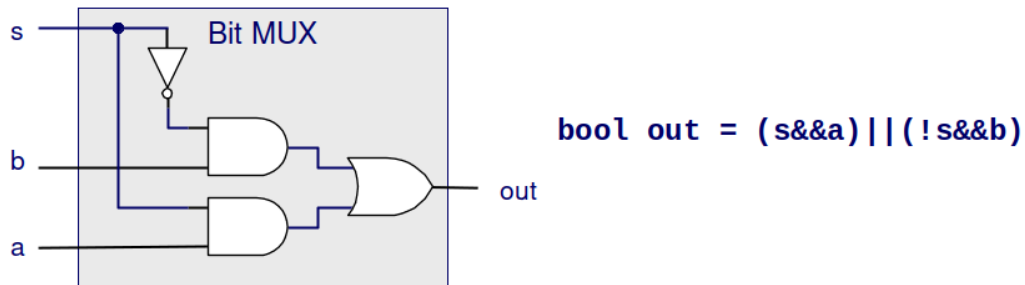 s
Bit MUX
bool out = (s&&a)||(!s&&b)
b
out
a